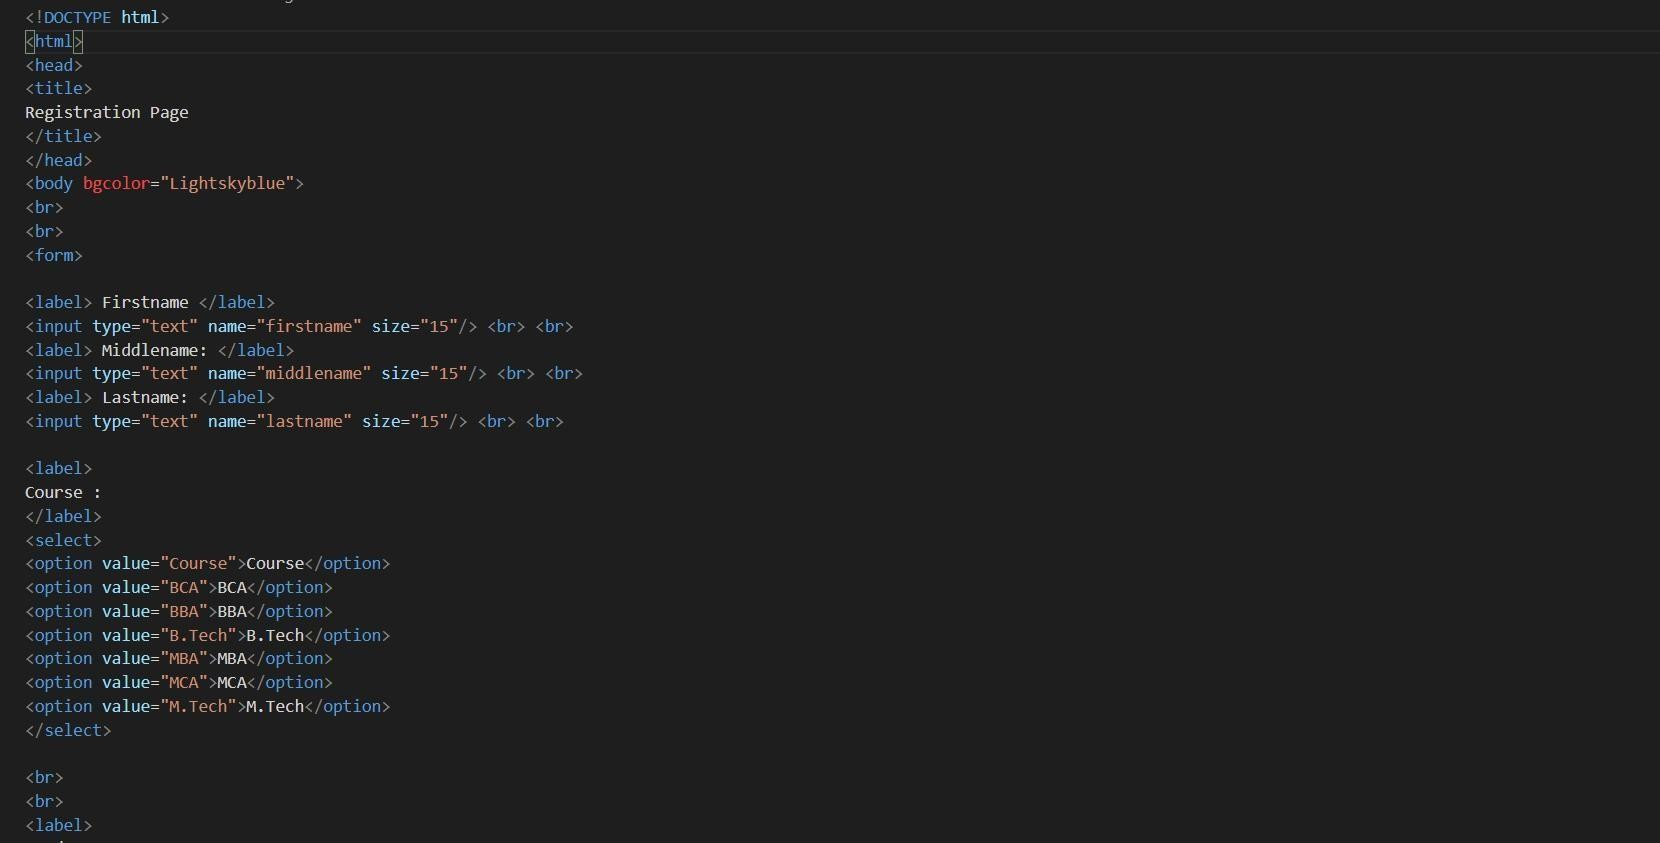 <!DOCTYPE html>
<html>
<head>
<title>
Registration Page
</title>
</head>
<body bgcolor="Lightskyblue">
<br>
<br>
<form>

<label> Firstname </label>
<input type="text" name="firstname" size="15"/> <br> <br>
<label> Middlename: </label>
<input type="text" name="middlename" size="15"/> <br> <br>
<label> Lastname: </label>
<input type="text" name="lastname" size="15"/> <br> <br>

<label>
Course :
</label>
<select>
<option value="Course">Course</option>
<option value="BCA">BCA</option>
<option value="BBA">BBA</option>
<option value="B.Tech">B.Tech</option>
<option value="MBA">MBA</option>
<option value="MCA">MCA</option>
<option value="M.Tech">M.Tech</option>
</select>

<br>
<br>
<label>